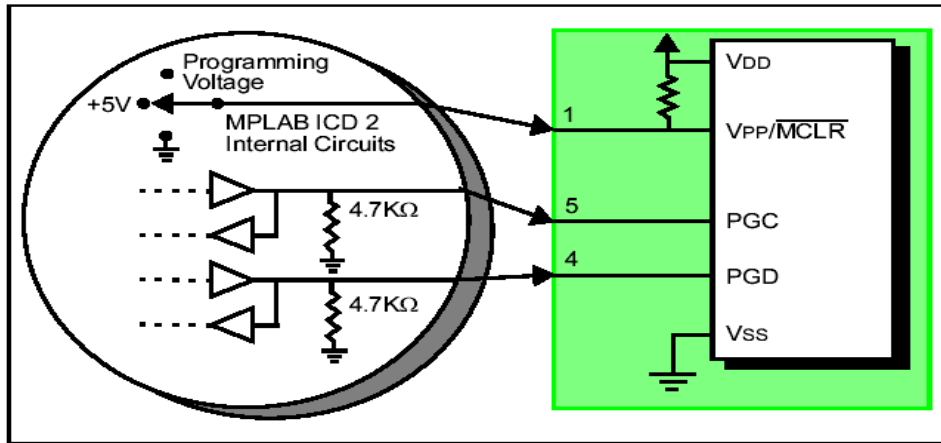 Programming
Voltage
+5V
MPLAB ICD 2
Internal Circuits
4.7KΩ
4.7KΩ
1
5
4
VDD
VPP/M̅C̅L̅R̅
PGC
PGD
VSS